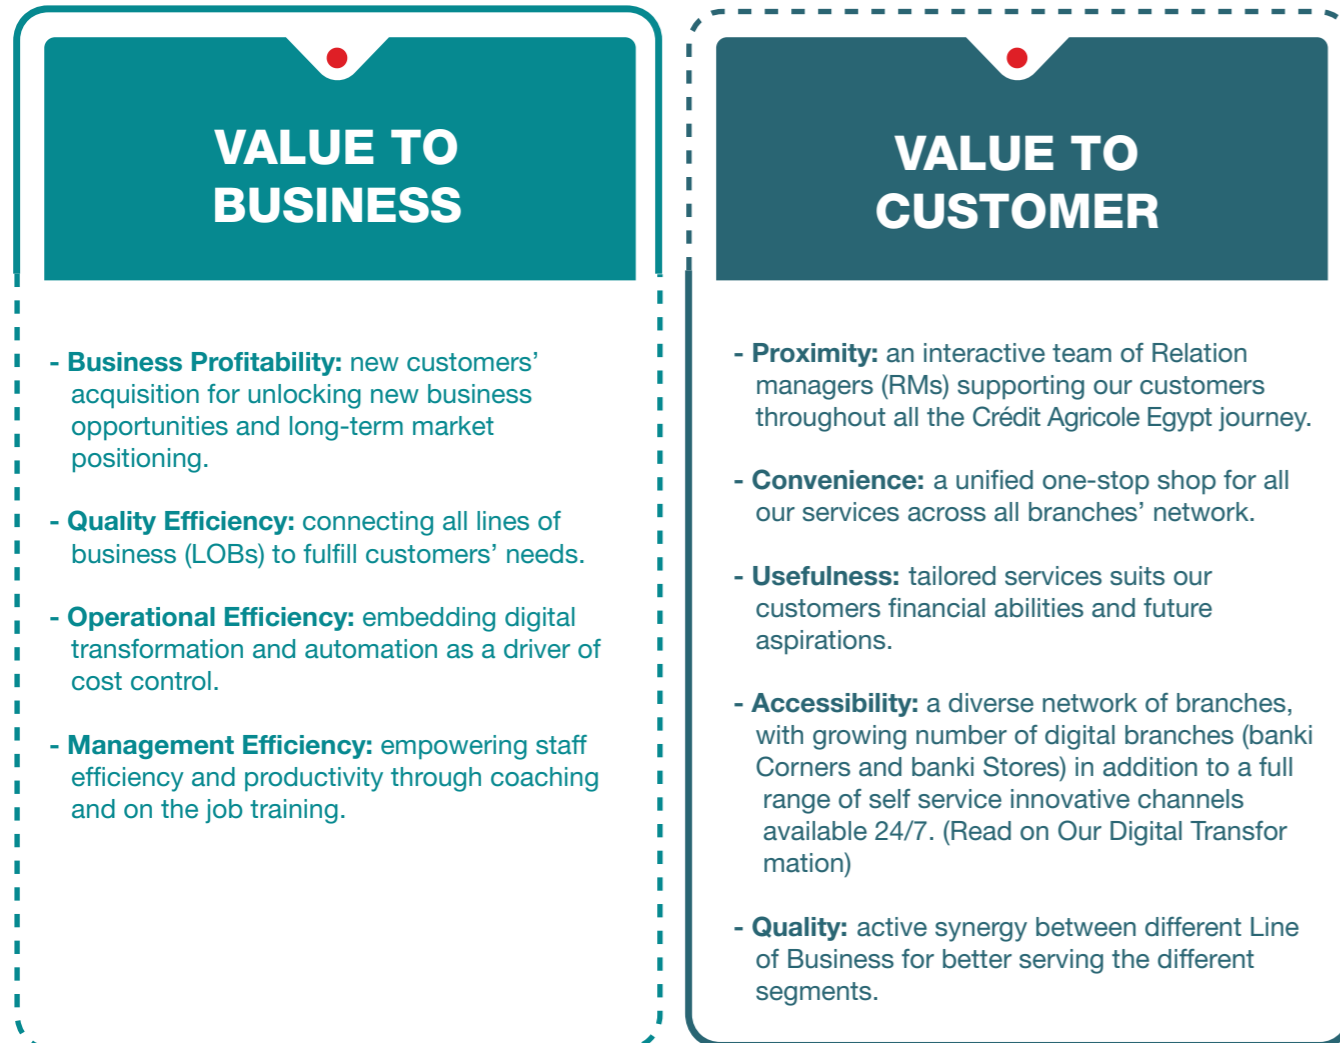 VALUE TO
BUSINESS
- Business Profitability: new customers’
acquisition for unlocking new business
opportunities and long-term market
positioning.
- Quality Efficiency: connecting all lines of
business (LOBs) to fulfill customers’ needs.
- Operational Efficiency: embedding digital
transformation and automation as a driver of
cost control.
- Management Efficiency: empowering staff
efficiency and productivity through coaching
and on the job training.
VALUE TO
CUSTOMER
- Proximity: an interactive team of Relation
managers (RMs) supporting our customers
throughout all the Crédit Agricole Egypt journey.
- Convenience: a unified one-stop shop for all
our services across all branches’ network.
- Usefulness: tailored services suits our
customers financial abilities and future
aspirations.
- Accessibility: a diverse network of branches,
with growing number of digital branches (banki
Corners and banki Stores) in addition to a full
range of self service innovative channels
available 24/7. (Read on Our Digital Transfor
mation)
- Quality: active synergy between different Line
of Business for better serving the different
segments.